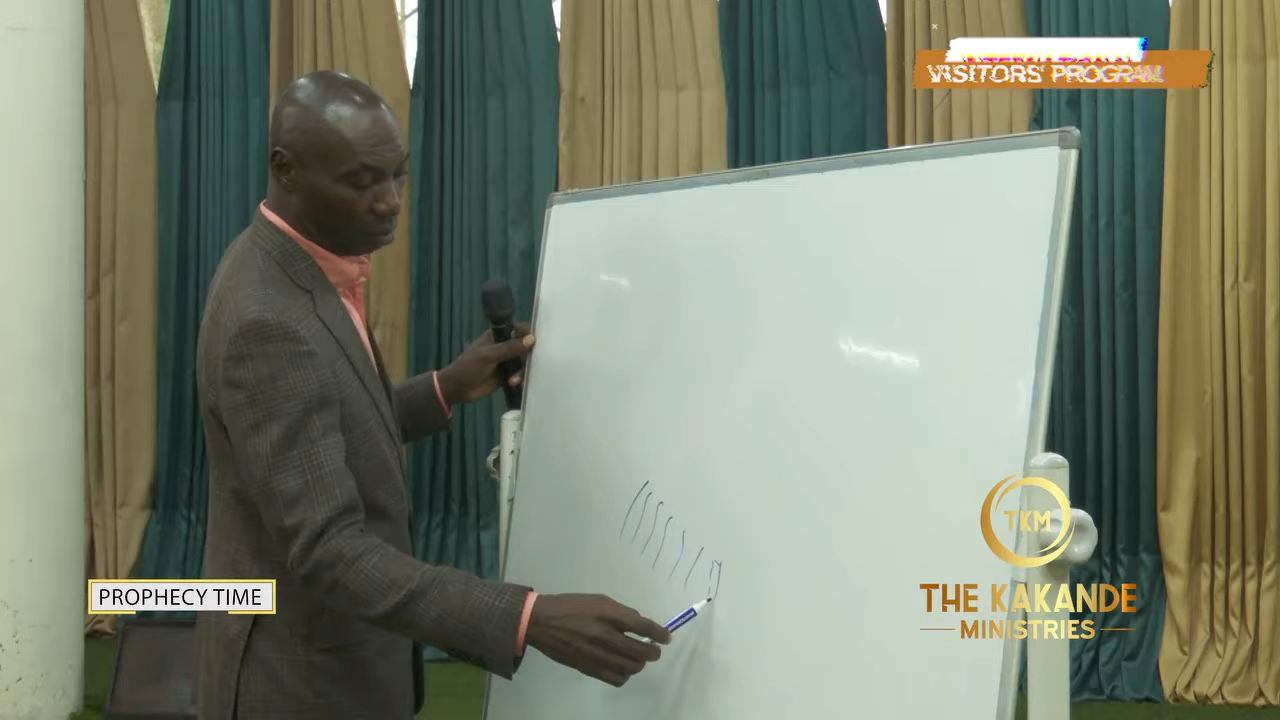 VISITORS' PROGRAM
PROPHECY TIME
TKM
THE KAKANDE
MINISTRIES